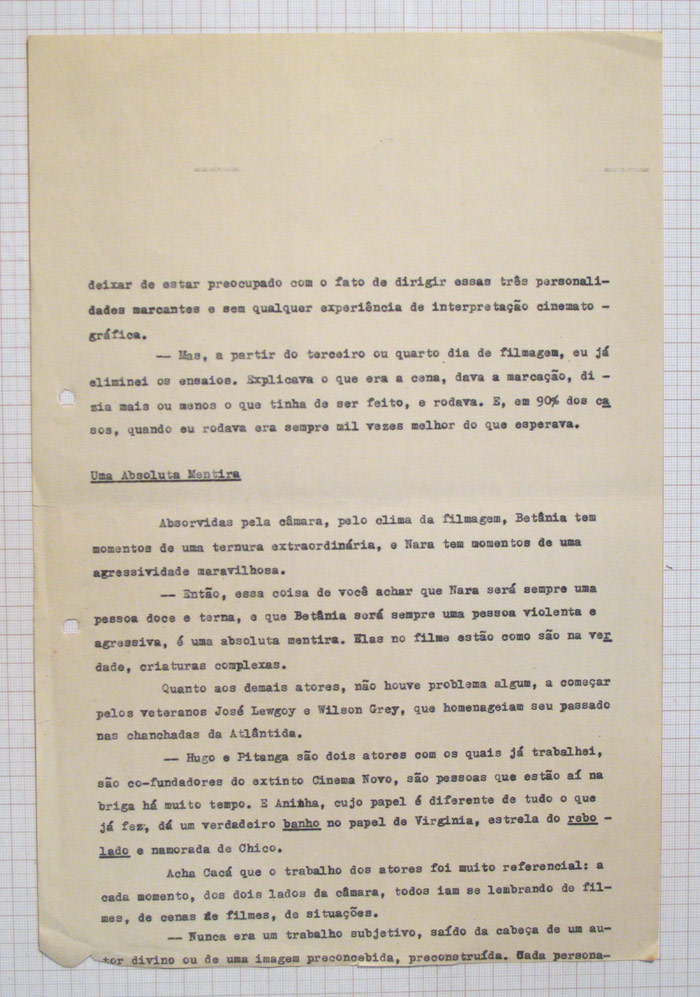 deixar de estar preocupado com o fato de dirigir essas três personali-
dades marcantes e sem qualquer experiência de interpretação cinemato -
gráfica.
— Mas, a partir do terceiro ou quarto dia de filmagem, eu já
eliminei os ensaios. Explicava o que era a cena, dava a marcação, di -
zia mais ou menos o que tinha de ser feito, e rodava. E, em 90% dos ca
sos, quando eu rodava era sempre mil vezes melhor do que esperava.
Uma Absoluta Mentira
Absorvidas pela câmara, pelo clima da filmagem, Betânia tem
momentos de uma ternura extraordinária, e Nara tem momentos de uma
agressividade maravilhosa.
— Então, essa coisa de você achar que Nara será sempre uma
pessoa doce e terna, e que Betânia será sempre uma pessoa violenta e
agressiva, é uma absoluta mentira. Elas no filme estão como são na ver
dade, criaturas complexas.
Quanto aos demais atores, não houve problema algum, a começar
pelos veteranos José Lewgoy e Wilson Grey, que homenageiam seu passado
nas chanchadas da Atlântida.
— Hugo e Pitanga são dois atores com os quais já trabalhei,
são co-fundadores do extinto Cinema Novo, são pessoas que estão aí na
briga há muito tempo. E Aninha, cujo papel é diferente de tudo o que
já fez, dá um verdadeiro banho no papel de Virginia, estrela do rebo -
lado e namorada de Chico.
Acha Cacá que o trabalho dos atores foi muito referencial: a
cada momento, dos dois lados da câmara, todos iam se lembrando de fil-
mes, de cenas de filmes, de situações.
— Nunca era um trabalho subjetivo, saído da cabeça de um au-
tor divino ou de uma imagem preconcebida, preconstruída. Cada persona-